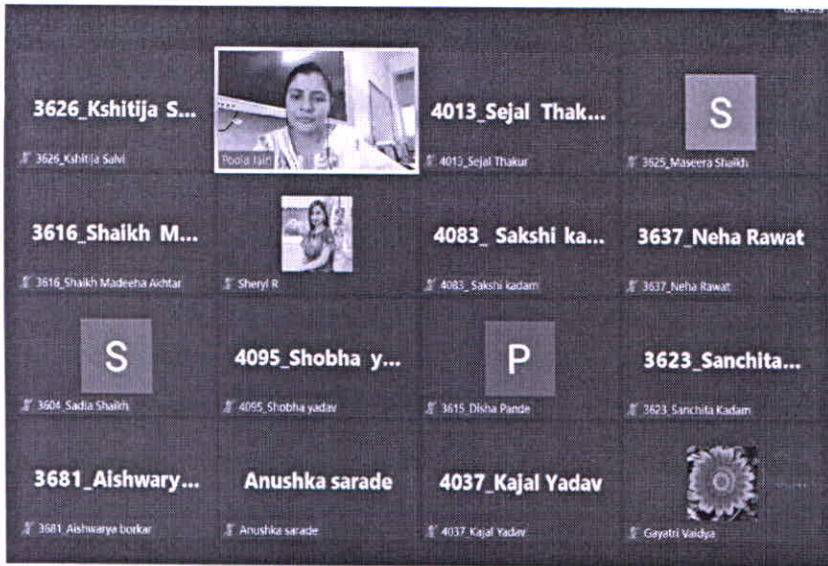 3626_Kshitija S...
3626_Kshitija Salvi
Pooja Jain
4013_Sejal Thak...
4013_Sejal Thakur
S
3625_Maseera Shaikh
3616_Shaikh M...
3616_Shaikh Madeeha Akhtar
Sheryl R
4083_ Sakshi ka...
4083_ Sakshi kadam
3637_Neha Rawat
3637_Neha Rawat
S
3604_Sadia Shaikh
4095_Shobha y...
4095_Shobha yadav
P
3615_Disha Pande
3623_Sanchita...
3623_Sanchita Kadam
3681_Aishwary...
3681_Aishwarya borkar
Anushka sarade
Anushka sarade
4037_Kajal Yadav
4037_Kajal Yadav
Gayatri Vaidya